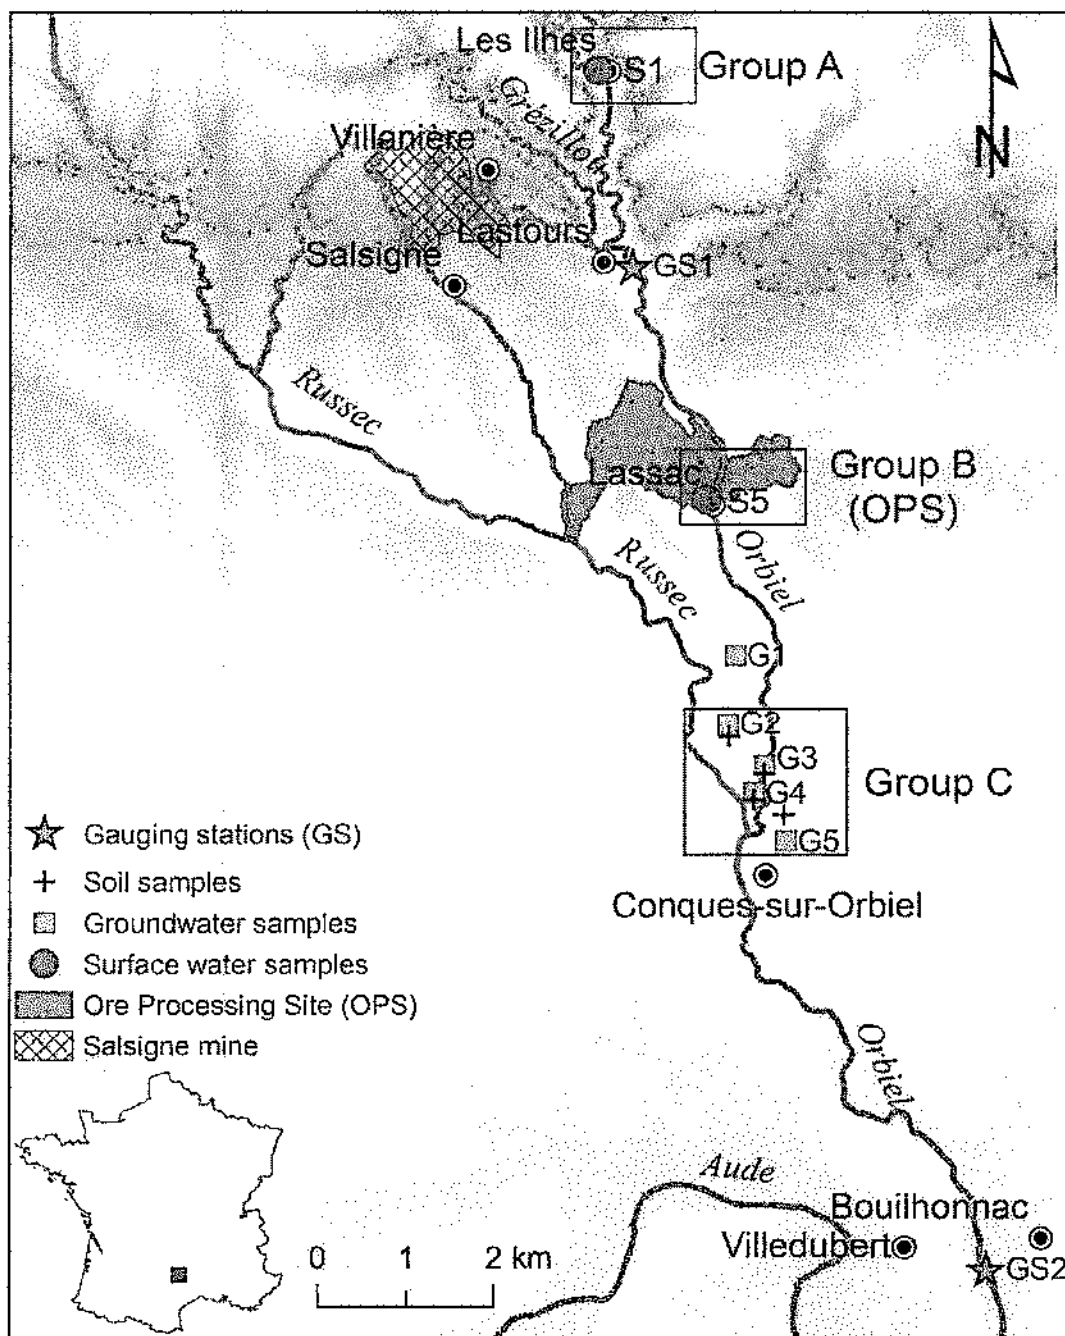 Les Ilhes
S1
Group A
Grézillou
Villanière
N
Lastours
Salsigne
GS1
Russec
Lassac
S5
Group B
(OPS)
Orbiel
Russec
G1
G2
G3
G4
G5
Group C
Gauging stations (GS)
Soil samples
Groundwater samples
Surface water samples
Ore Processing Site (OPS)
Salsigne mine
Conques-sur-Orbiel
Orbiel
Aude
Bouilhonnac
Villedubert
GS2
0 1 2 km